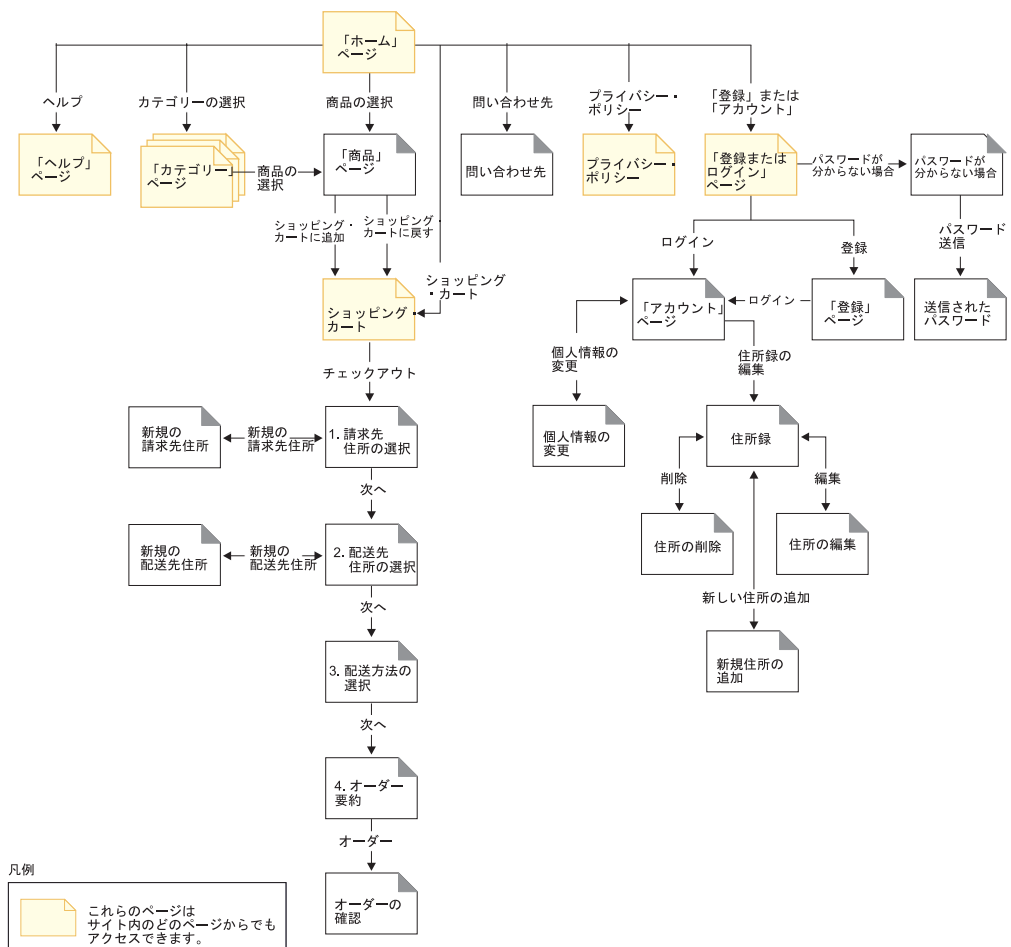 「ホーム」
ページ
ヘルプ
カテゴリーの選択
商品の選択
問い合わせ先
プライバシー・
ポリシー
「登録」または
「アカウント」
「ヘルプ」
ページ
「カテゴリー」
ページ
商品の
選択
「商品」
ページ
問い合わせ先
プライバシー・
ポリシー
「登録または
ログイン」
ページ
パスワードが
分からない場合
パスワードが
分からない場合
ショッピング・
カートに追加
ショッピング・
カートに戻す
ショッピング
・カート
ログイン
登録
パスワード
送信
ショッピング・
カート
「アカウント」
ページ
ログイン
「登録」
ページ
送信された
パスワード
チェックアウト
個人情報の
変更
住所録の
編集
新規の
請求先住所
新規の
請求先住所
1. 請求先
住所の選択
個人情報の
変更
住所録
次へ
削除
編集
新規の
配送先住所
新規の
配送先住所
2. 配送先
住所の選択
住所の削除
住所の編集
次へ
新しい住所の追加
3. 配送方法の
選択
新規住所の
追加
次へ
4. オーダー
要約
オーダー
オーダーの
確認
凡例
これらのページは
サイト内のどのページからでも
アクセスできます。